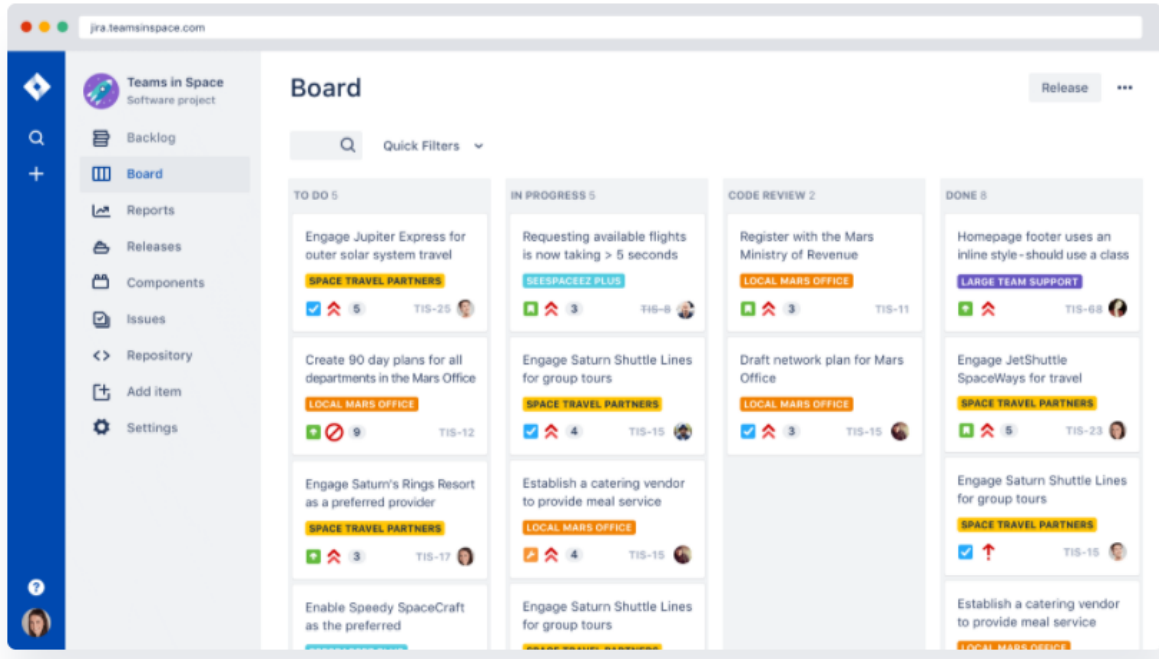 jira.teamsinspace.com
Teams in Space
Software project
Backlog
Board
Reports
Releases
Components
Issues
Repository
Add item
Settings
Board
Release
Quick Filters
TO DO 5
Engage Jupiter Express for
outer solar system travel
SPACE TRAVEL PARTNERS
5 TIS-25
Create 90 day plans for all
departments in the Mars Office
LOCAL MARS OFFICE
9 TIS-12
Engage Saturn's Rings Resort
as a preferred provider
SPACE TRAVEL PARTNERS
3 TIS-17
Enable Speedy SpaceCraft
as the preferred
IN PROGRESS 5
Requesting available flights
is now taking > 5 seconds
SEESPACEEZ PLUS
3 TIS-8
Engage Saturn Shuttle Lines
for group tours
SPACE TRAVEL PARTNERS
4 TIS-15
Establish a catering vendor
to provide meal service
LOCAL MARS OFFICE
4 TIS-15
Engage Saturn Shuttle Lines
for group tours
SPACE TRAVEL PARTNERS
CODE REVIEW 2
Register with the Mars
Ministry of Revenue
LOCAL MARS OFFICE
3 TIS-11
Draft network plan for Mars
Office
LOCAL MARS OFFICE
3 TIS-15
DONE 8
Homepage footer uses an
inline style-should use a class
LARGE TEAM SUPPORT
TIS-68
Engage JetShuttle
SpaceWays for travel
SPACE TRAVEL PARTNERS
5 TIS-23
Engage Saturn Shuttle Lines
for group tours
SPACE TRAVEL PARTNERS
TIS-15
Establish a catering vendor
to provide meal service
LOCAL MARS OFFICE